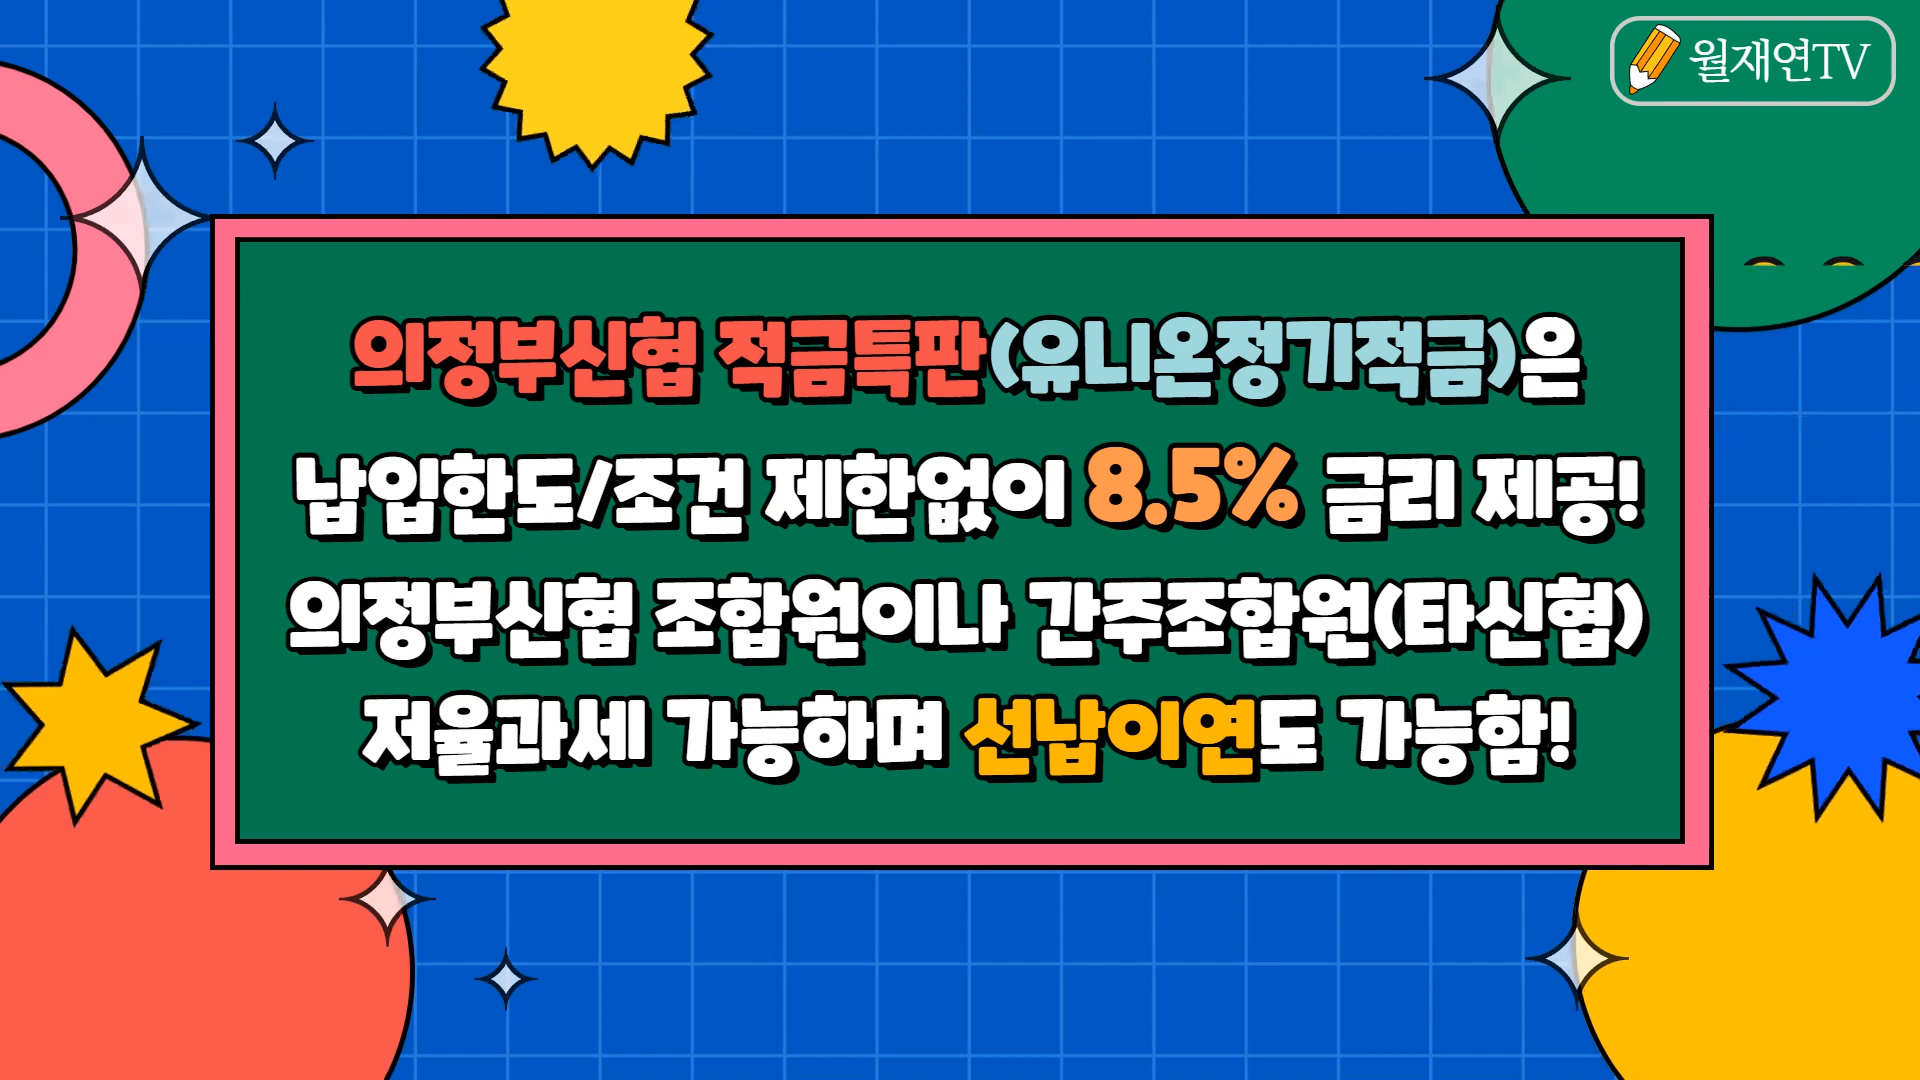 월재연TV
의정부신협 적금특판(유니온정기적금)은
납입한도/조건 제한없이 8.5% 금리 제공!
의정부신협 조합원이나 간주조합원(타신협)
저율과세 가능하며 선납이연도 가능함!